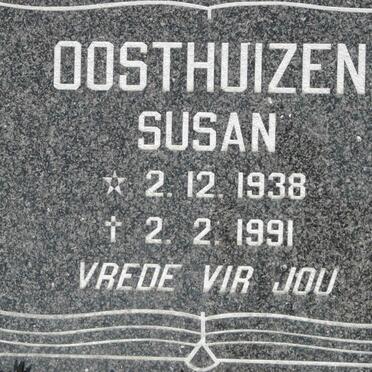 OOSTHUIZEN
SUSAN
☆ 2. 12. 1938
† 2. 2. 1991
VREDE VIR JOU